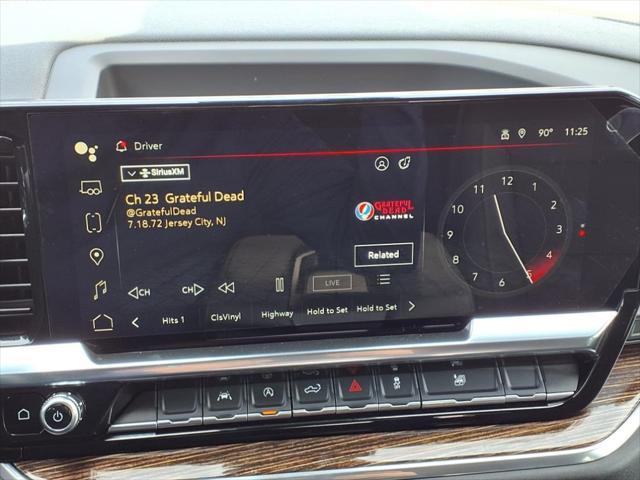 Driver
90° 11:25
SiriusXM
Ch 23 Grateful Dead
@GratefulDead
7.18.72 Jersey City, NJ
GRATEFUL DEAD
CHANNEL
Related
11 12 1
10 2
9 3
8 4
7 6 5
CH CH LIVE
Hits 1 ClsVinyl Highway Hold to Set Hold to Set